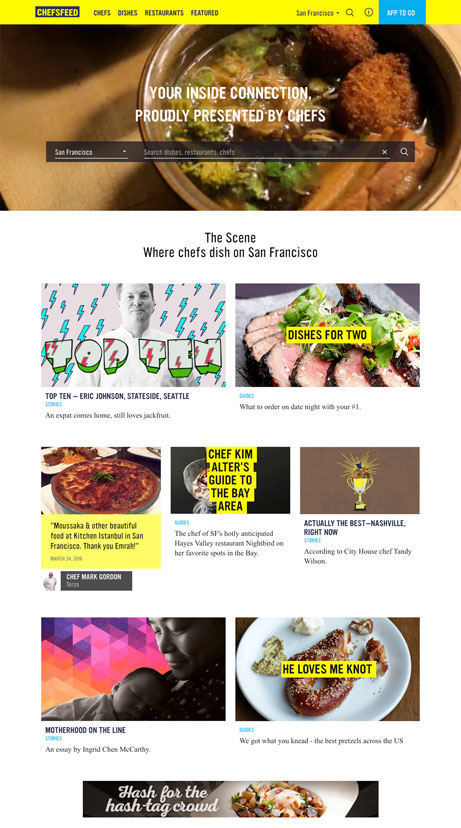 CHEFSFEED CHEFS DISHES RESTAURANTS FEATURED San Francisco APP TO GO
YOUR INSIDE CONNECTION,
PROUDLY PRESENTED BY CHEFS
San Francisco Search dishes, restaurants, chefs
The Scene
Where chefs dish on San Francisco
TOP TEN
TOP TEN – ERIC JOHNSON, STATESIDE, SEATTLE
STORIES
An expat comes home, still loves jackfruit.
DISHES FOR TWO
GUIDES
What to order on date night with your #1.
"Moussaka & other beautiful
food at Kitchen Istanbul in San
Francisco. Thank you Emrah!"
MARCH 24, 2016
CHEF MARK GORDON
Terzo
CHEF KIM
ALTER'S
GUIDE TO
THE BAY
AREA
GUIDES
The chef of SF's hotly anticipated
Hayes Valley restaurant Nightbird on
her favorite spots in the Bay.
ACTUALLY THE BEST—NASHVILLE,
RIGHT NOW
STORIES
According to City House chef Tandy
Wilson.
MOTHERHOOD ON THE LINE
STORIES
An essay by Ingrid Chen McCarthy.
HE LOVES ME KNOT
GUIDES
We got what you knead - the best pretzels across the US
Hash for the
hash-tag crowd